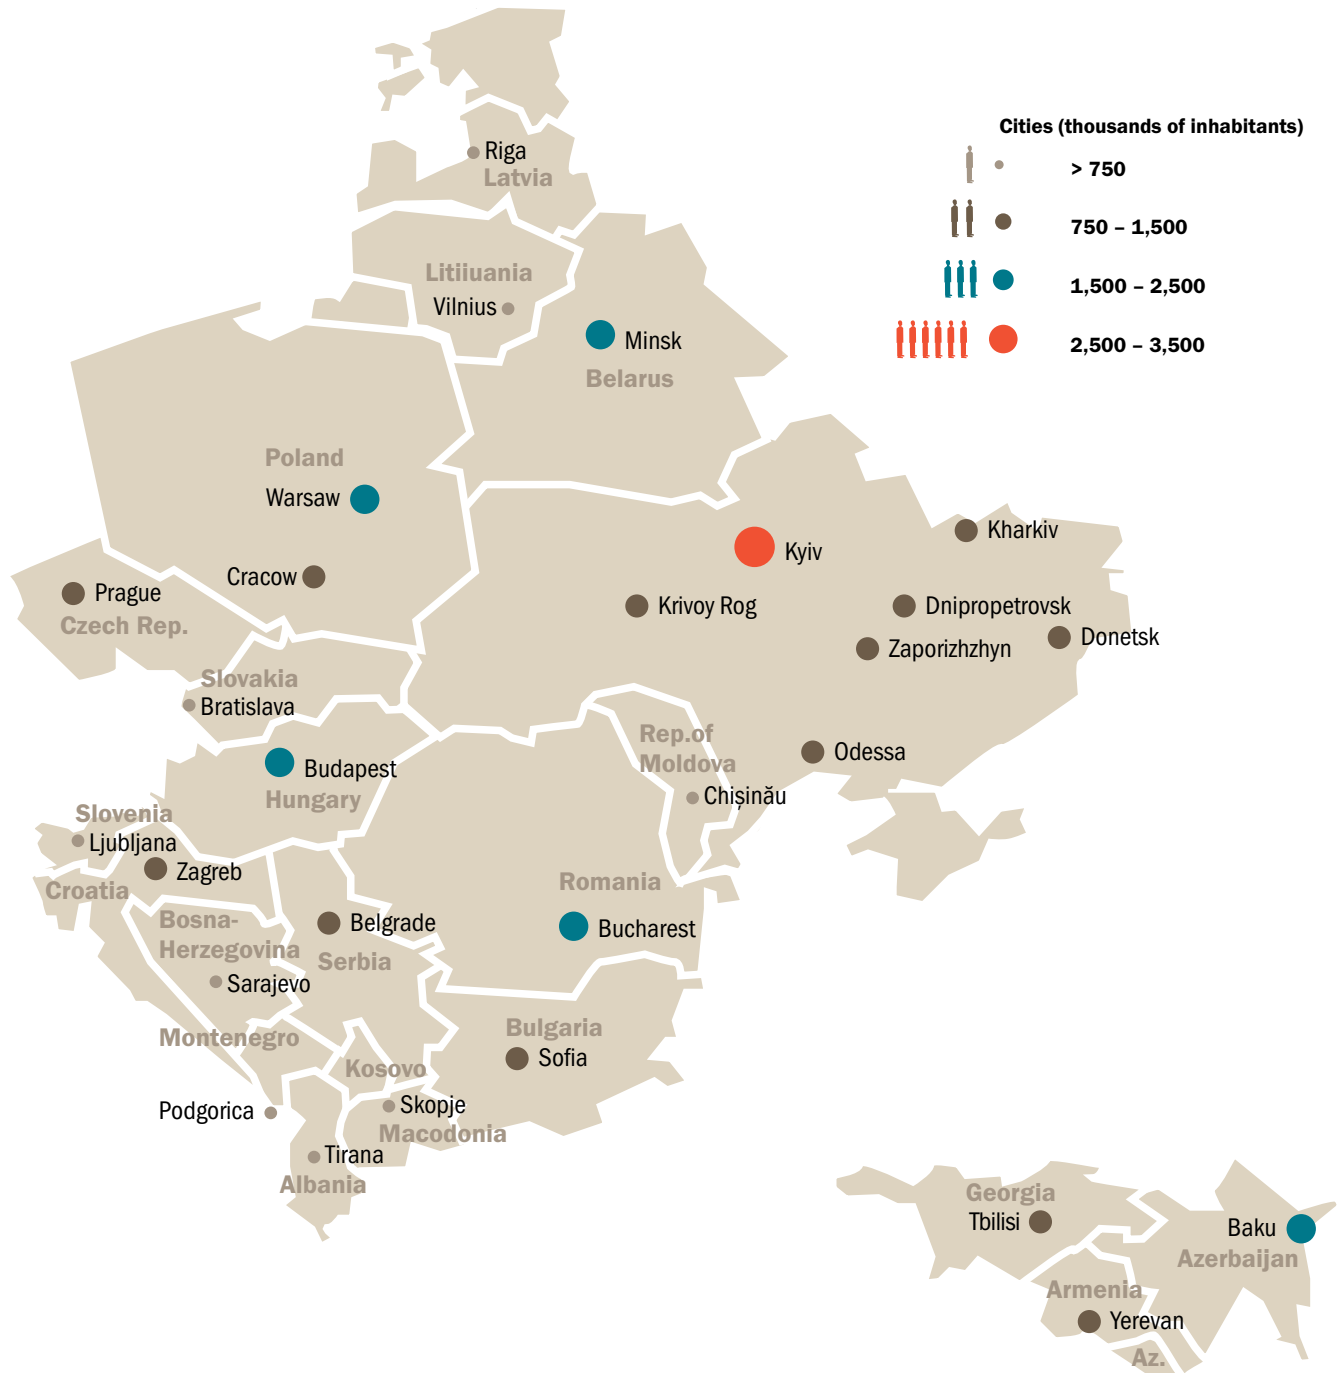 Cities (thousands of inhabitants)
> 750
750 – 1,500
1,500 – 2,500
2,500 – 3,500
Riga
Latvia
Litiiuania
Vilnius
Minsk
Belarus
Poland
Warsaw
Cracow
Prague
Czech Rep.
Kyiv
Kharkiv
Krivoy Rog
Dnipropetrovsk
Zaporizhzhyn
Donetsk
Slovakia
Bratislava
Rep.of
Moldova
Chişinău
Odessa
Budapest
Hungary
Slovenia
Ljubljana
Zagreb
Croatia
Romania
Bucharest
Bosna-
Herzegovina
Sarajevo
Belgrade
Serbia
Montenegro
Bulgaria
Sofia
Kosovo
Podgorica
Skopje
Macodonia
Tirana
Albania
Georgia
Tbilisi
Baku
Azerbaijan
Armenia
Yerevan
Az.